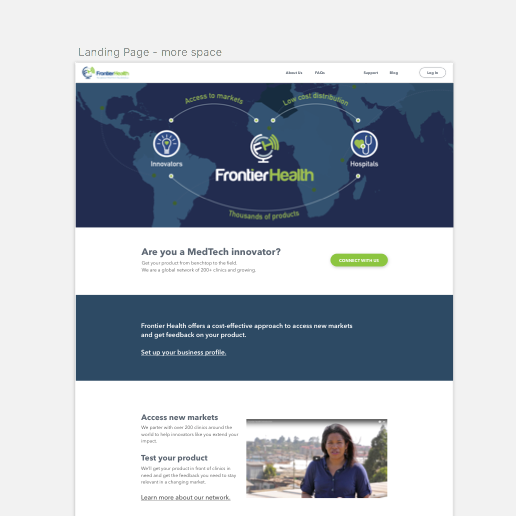 Landing Page - more space
FrontierHealth
About Us FAQs Support Blog Log In
Access to markets
Low cost distribution
Innovators
Hospitals
FrontierHealth
Thousands of products
Are you a MedTech innovator?
Get your product from benchtop to the field.
We are a global network of 200+ clinics and growing.
CONNECT WITH US
Frontier Health offers a cost-effective approach to access new markets
and get feedback on your product.
Set up your business profile.
Access new markets
We parter with over 200 clinics around the
world to help innovators like you extend your
impact.
Test your product
We'll get your product in front of clinics in
need and get the feedback you need to stay
relevant in a changing market.
Learn more about our network.